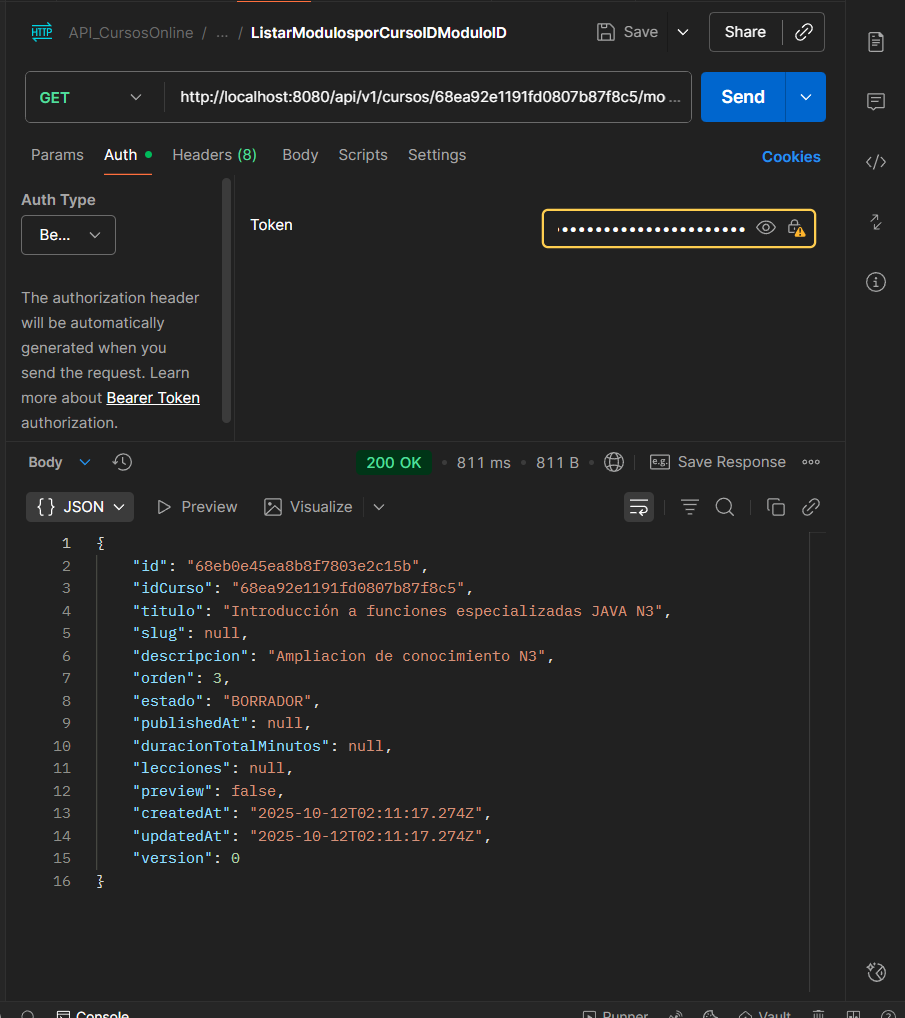 HTTP API_CursosOnline / ... / ListarModulosporCursoIDModuloID Save Share
GET http://localhost:8080/api/v1/cursos/68ea92e1191fd0807b87f8c5/mo ... Send
Params Auth Headers (8) Body Scripts Settings Cookies
Auth Type
Be...
Token
The authorization header
will be automatically
generated when you
send the request. Learn
more about Bearer Token
authorization.
Body 200 OK 811 ms 811 B e.g. Save Response
{} JSON Preview Visualize
1 {
2 "id": "68eb0e45ea8b8f7803e2c15b",
3 "idCurso": "68ea92e1191fd0807b87f8c5",
4 "titulo": "Introducción a funciones especializadas JAVA N3",
5 "slug": null,
6 "descripcion": "Ampliacion de conocimiento N3",
7 "orden": 3,
8 "estado": "BORRADOR",
9 "publishedAt": null,
10 "duracionTotalMinutos": null,
11 "lecciones": null,
12 "preview": false,
13 "createdAt": "2025-10-12T02:11:17.274Z",
14 "updatedAt": "2025-10-12T02:11:17.274Z",
15 "version": 0
16 }
Console Runner Vault